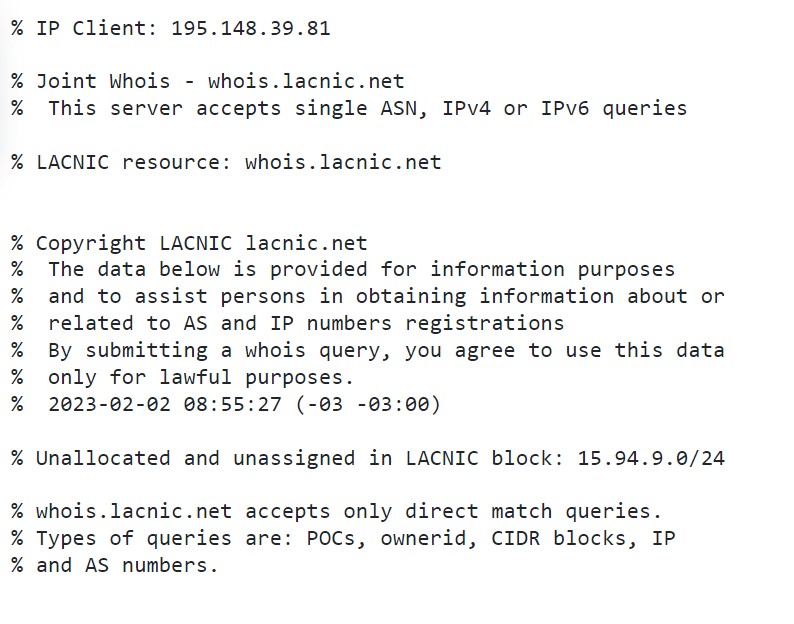 % IP Client: 195.148.39.81
% Joint Whois - whois.lacnic.net
%  This server accepts single ASN, IPv4 or IPv6 queries
% LACNIC resource: whois.lacnic.net
% Copyright LACNIC lacnic.net
%  The data below is provided for information purposes
%  and to assist persons in obtaining information about or
%  related to AS and IP numbers registrations
%  By submitting a whois query, you agree to use this data
%  only for lawful purposes.
%  2023-02-02 08:55:27 (-03 -03:00)
% Unallocated and unassigned in LACNIC block: 15.94.9.0/24
% whois.lacnic.net accepts only direct match queries.
% Types of queries are: POCs, ownerid, CIDR blocks, IP
% and AS numbers.